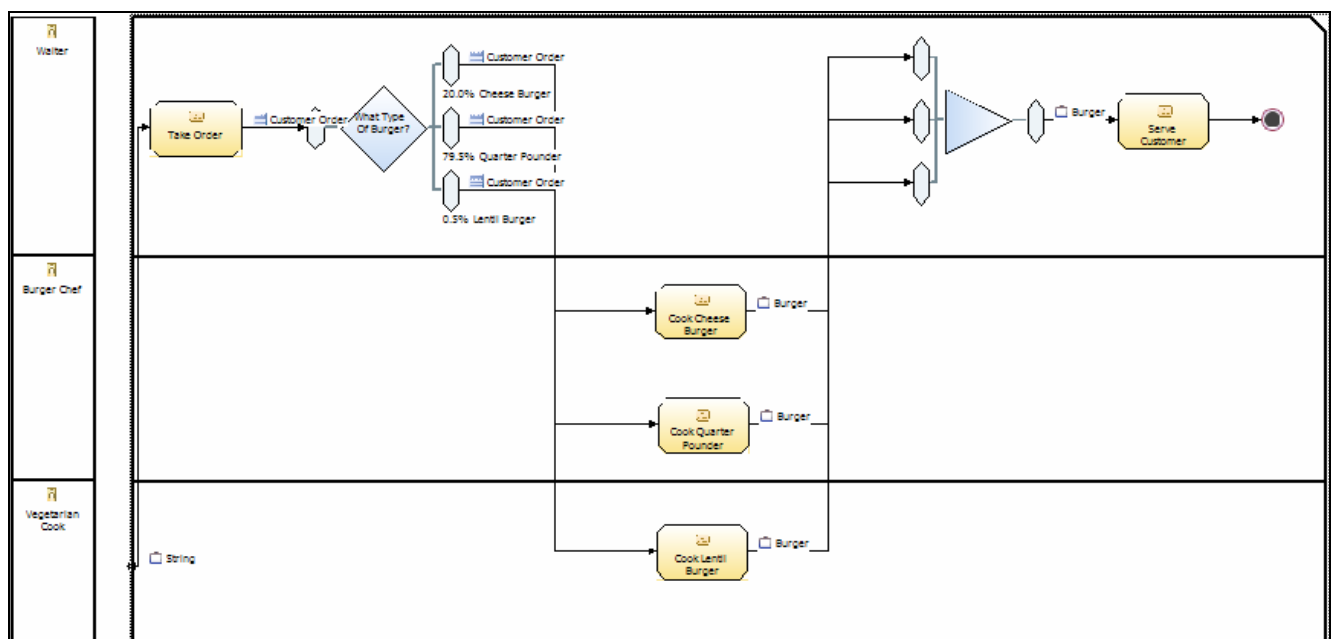 Waiter
Take Order
Customer Order
What Type
Of Burger?
Customer Order
20.0% Cheese Burger
Customer Order
79.5% Quarter Pounder
Customer Order
0.5% Lentil Burger
Burger
Serve
Customer
Burger Chef
Cook Cheese
Burger
Burger
Cook Quarter
Pounder
Burger
Vegetarian
Cook
String
Cook Lentil
Burger
Burger